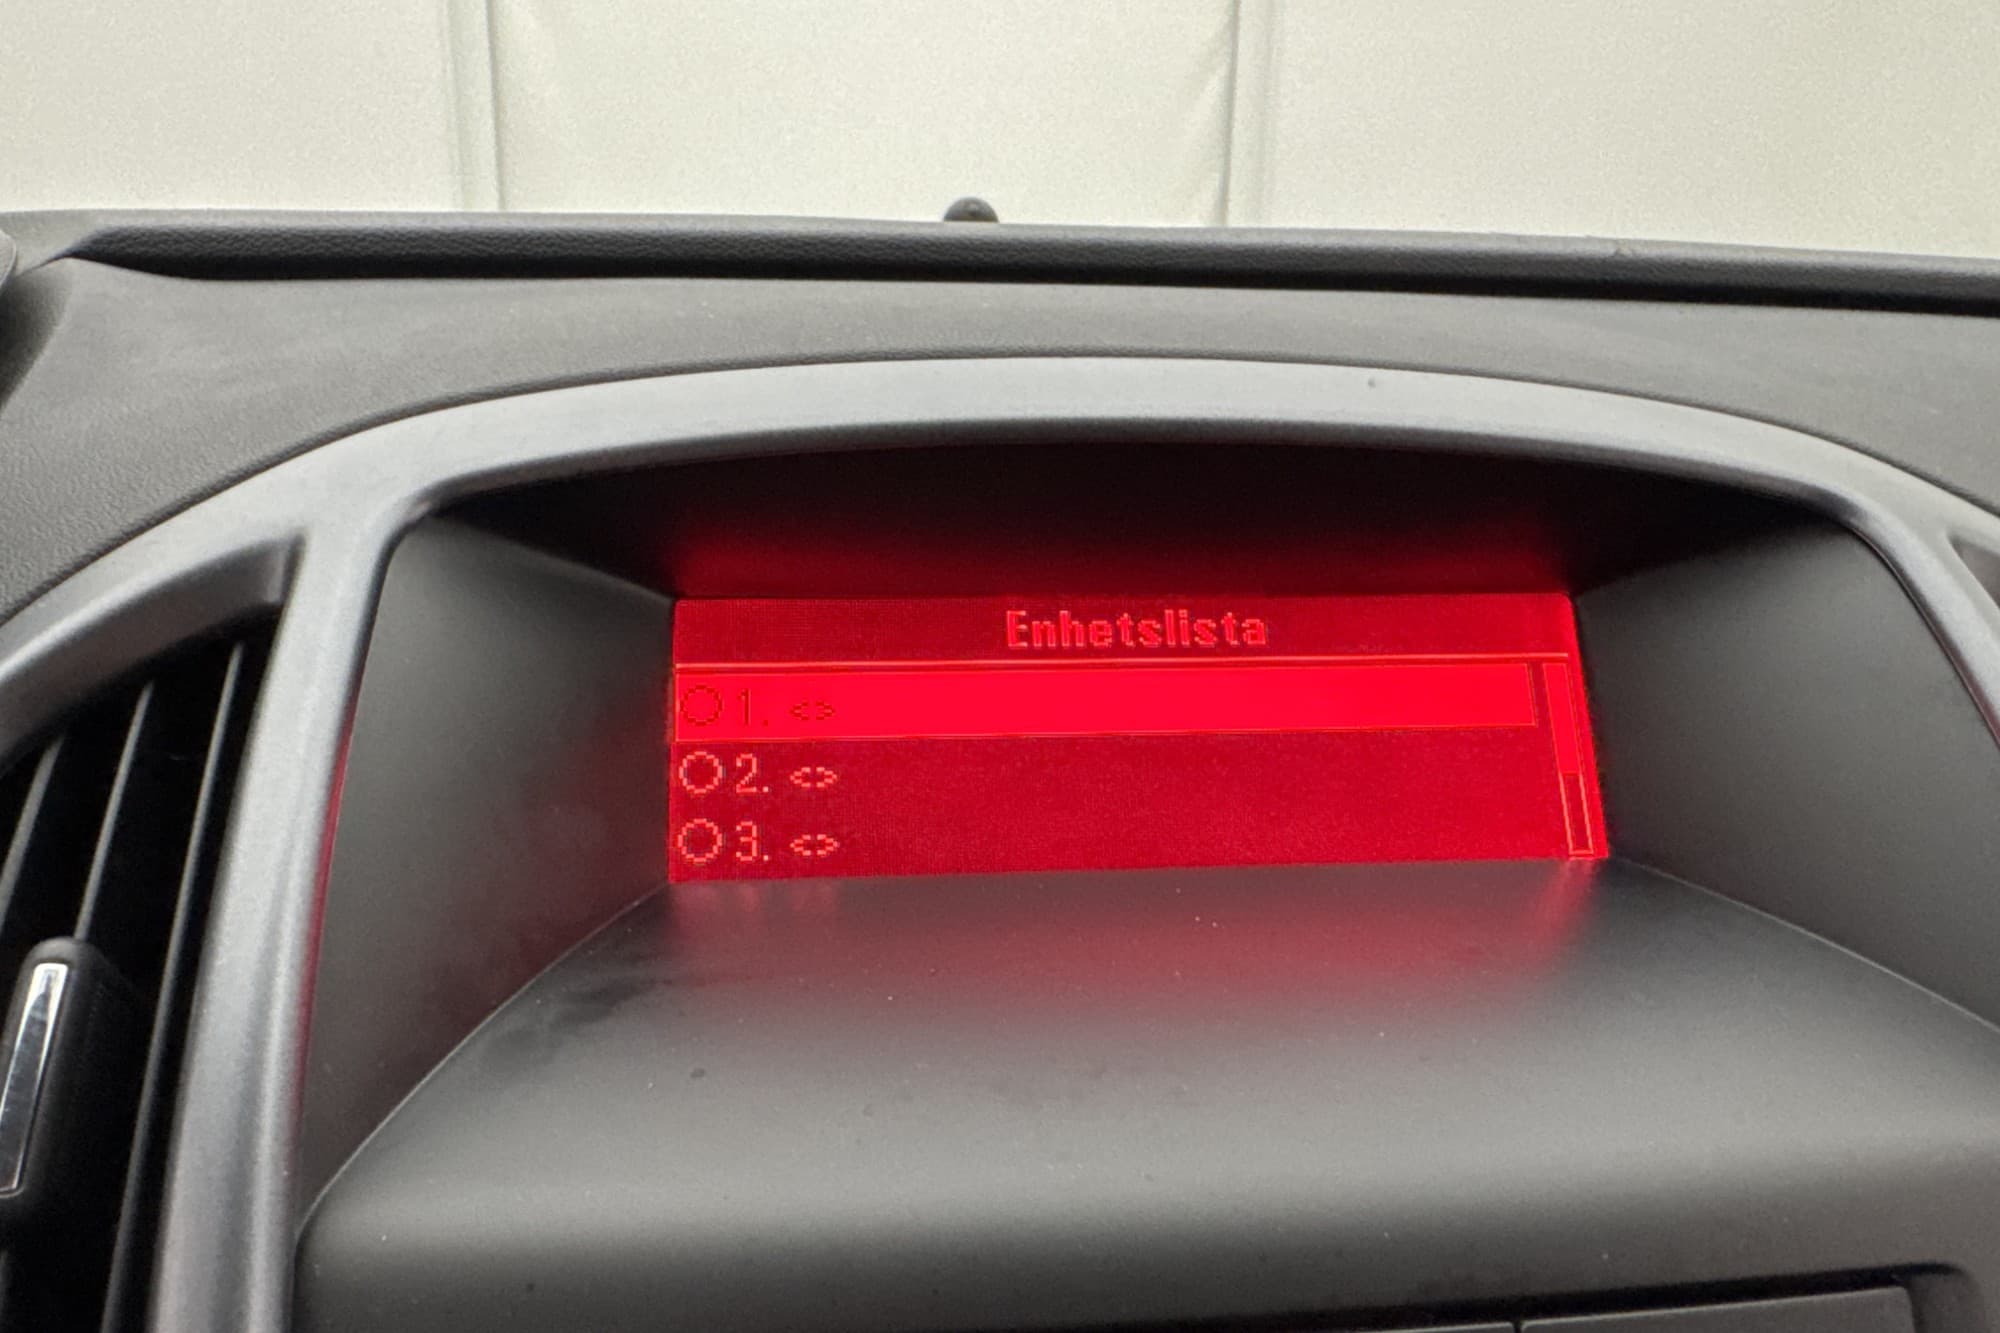 Enhetslista
1. <>
2. <>
3. <>